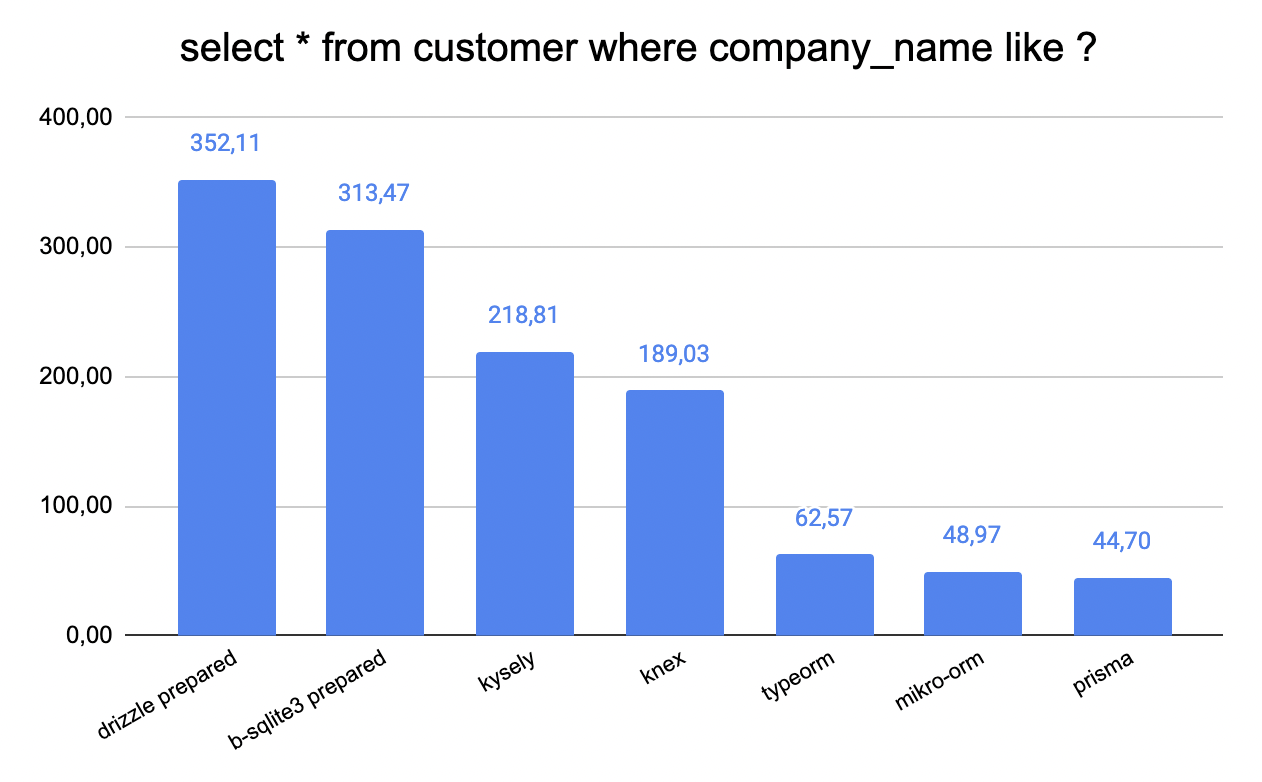 select * from customer where company_name like ?
400,00
300,00
200,00
100,00
0,00
352,11
313,47
218,81
189,03
62,57
48,97
44,70
drizzle prepared
b-sqlite3 prepared
kysely
knex
typeorm
mikro-orm
prisma